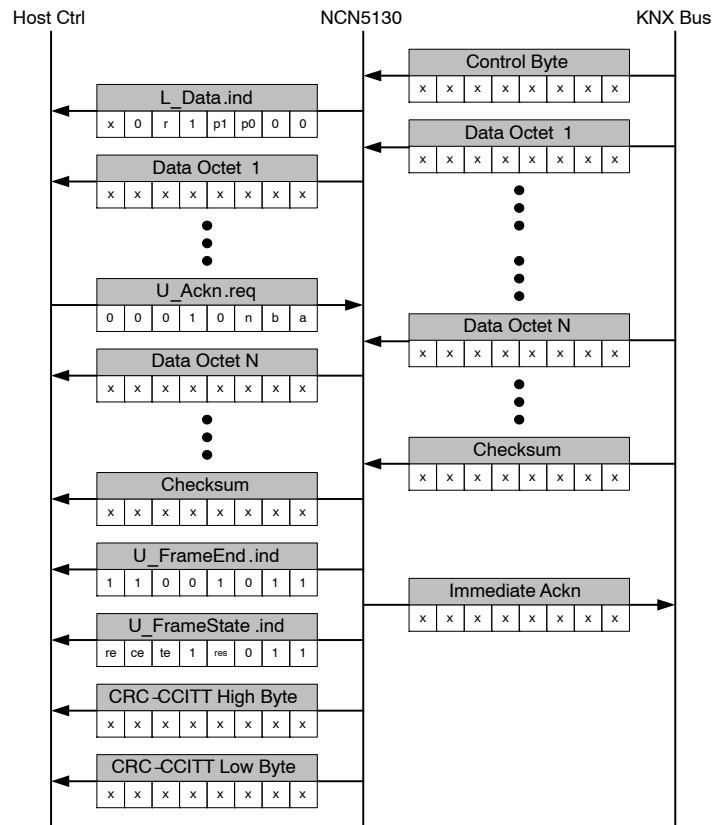 Host Ctrl NCN5130 KNX Bus
Control Byte
x x x x x x x x
L_Data.ind
x 0 r 1 p1 p0 0 0
Data Octet 1
x x x x x x x x
Data Octet 1
x x x x x x x x
U_Ackn.req
0 0 0 1 0 n b a
Data Octet N
x x x x x x x x
Data Octet N
x x x x x x x x
Checksum
x x x x x x x x
Checksum
x x x x x x x x
U_FrameEnd.ind
1 1 0 0 1 0 1 1
Immediate Ackn
x x x x x x x x
U_FrameState.ind
re ce te 1 res 0 1 1
CRC-CCITT High Byte
x x x x x x x x
CRC-CCITT Low Byte
x x x x x x x x